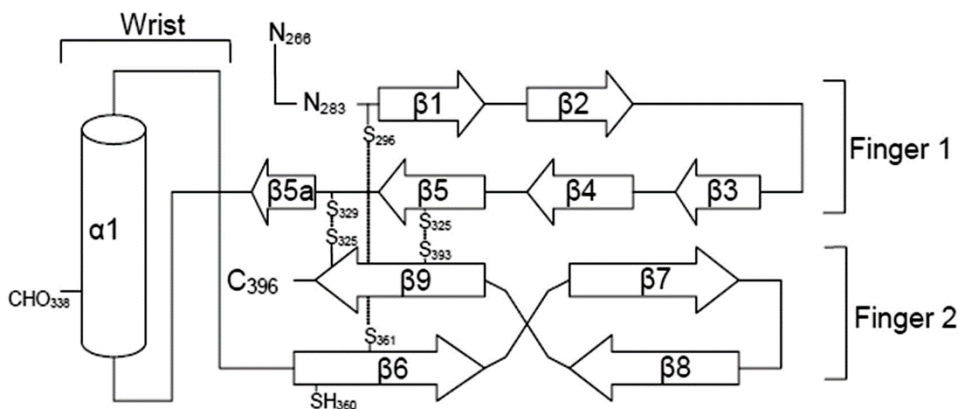 Wrist
N266
N283
β1
β2
S296
Finger 1
β5a
β5
β4
β3
α1
S329
S325
S325
S393
C396
β9
β7
CHO338
Finger 2
S361
β6
β8
SH360